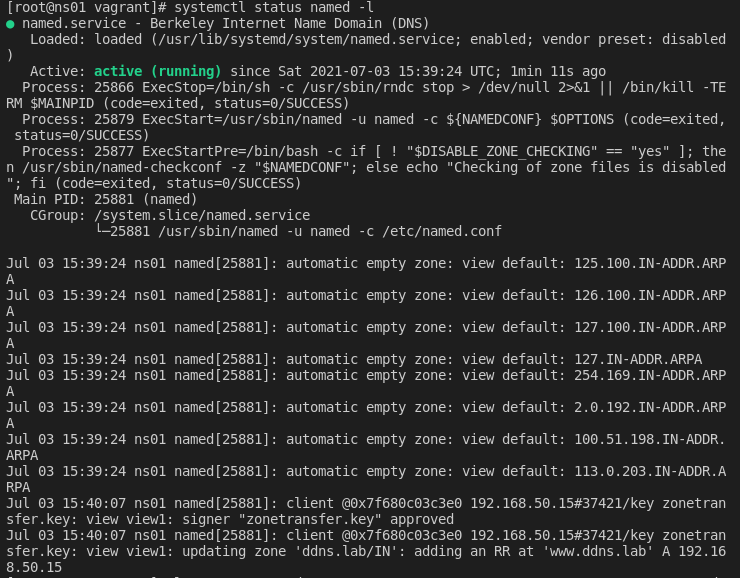 [root@ns01 vagrant]# systemctl status named -l
● named.service - Berkeley Internet Name Domain (DNS)
   Loaded: loaded (/usr/lib/systemd/system/named.service; enabled; vendor preset: disabled
)
   Active: active (running) since Sat 2021-07-03 15:39:24 UTC; 1min 11s ago
  Process: 25866 ExecStop=/bin/sh -c /usr/sbin/rndc stop > /dev/null 2>&1 || /bin/kill -TE
RM $MAINPID (code=exited, status=0/SUCCESS)
  Process: 25879 ExecStart=/usr/sbin/named -u named -c ${NAMEDCONF} $OPTIONS (code=exited,
 status=0/SUCCESS)
  Process: 25877 ExecStartPre=/bin/bash -c if [ ! "$DISABLE_ZONE_CHECKING" == "yes" ]; the
n /usr/sbin/named-checkconf -z "$NAMEDCONF"; else echo "Checking of zone files is disabled
"; fi (code=exited, status=0/SUCCESS)
 Main PID: 25881 (named)
   CGroup: /system.slice/named.service
           └─25881 /usr/sbin/named -u named -c /etc/named.conf

Jul 03 15:39:24 ns01 named[25881]: automatic empty zone: view default: 125.100.IN-ADDR.ARP
A
Jul 03 15:39:24 ns01 named[25881]: automatic empty zone: view default: 126.100.IN-ADDR.ARP
A
Jul 03 15:39:24 ns01 named[25881]: automatic empty zone: view default: 127.100.IN-ADDR.ARP
A
Jul 03 15:39:24 ns01 named[25881]: automatic empty zone: view default: 127.IN-ADDR.ARPA
Jul 03 15:39:24 ns01 named[25881]: automatic empty zone: view default: 254.169.IN-ADDR.ARP
A
Jul 03 15:39:24 ns01 named[25881]: automatic empty zone: view default: 2.0.192.IN-ADDR.ARP
A
Jul 03 15:39:24 ns01 named[25881]: automatic empty zone: view default: 100.51.198.IN-ADDR.
ARPA
Jul 03 15:39:24 ns01 named[25881]: automatic empty zone: view default: 113.0.203.IN-ADDR.A
RPA
Jul 03 15:40:07 ns01 named[25881]: client @0x7f680c03c3e0 192.168.50.15#37421/key zonetran
sfer.key: view view1: signer "zonetransfer.key" approved
Jul 03 15:40:07 ns01 named[25881]: client @0x7f680c03c3e0 192.168.50.15#37421/key zonetran
sfer.key: view view1: updating zone 'ddns.lab/IN': adding an RR at 'www.ddns.lab' A 192.16
8.50.15